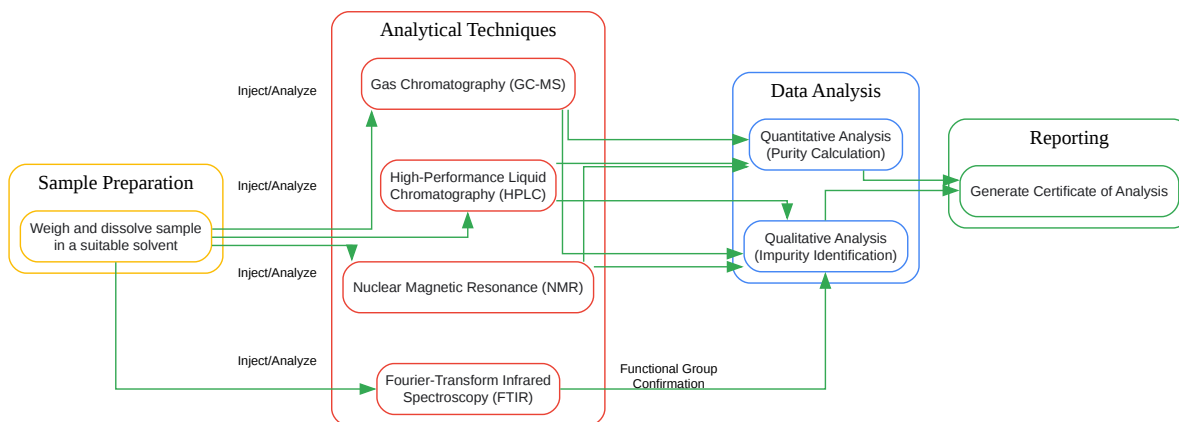 Sample Preparation
Weigh and dissolve sample
in a suitable solvent
Inject/Analyze
Inject/Analyze
Inject/Analyze
Inject/Analyze
Analytical Techniques
Gas Chromatography (GC-MS)
High-Performance Liquid
Chromatography (HPLC)
Nuclear Magnetic Resonance (NMR)
Fourier-Transform Infrared
Spectroscopy (FTIR)
Functional Group
Confirmation
Data Analysis
Quantitative Analysis
(Purity Calculation)
Qualitative Analysis
(Impurity Identification)
Reporting
Generate Certificate of Analysis